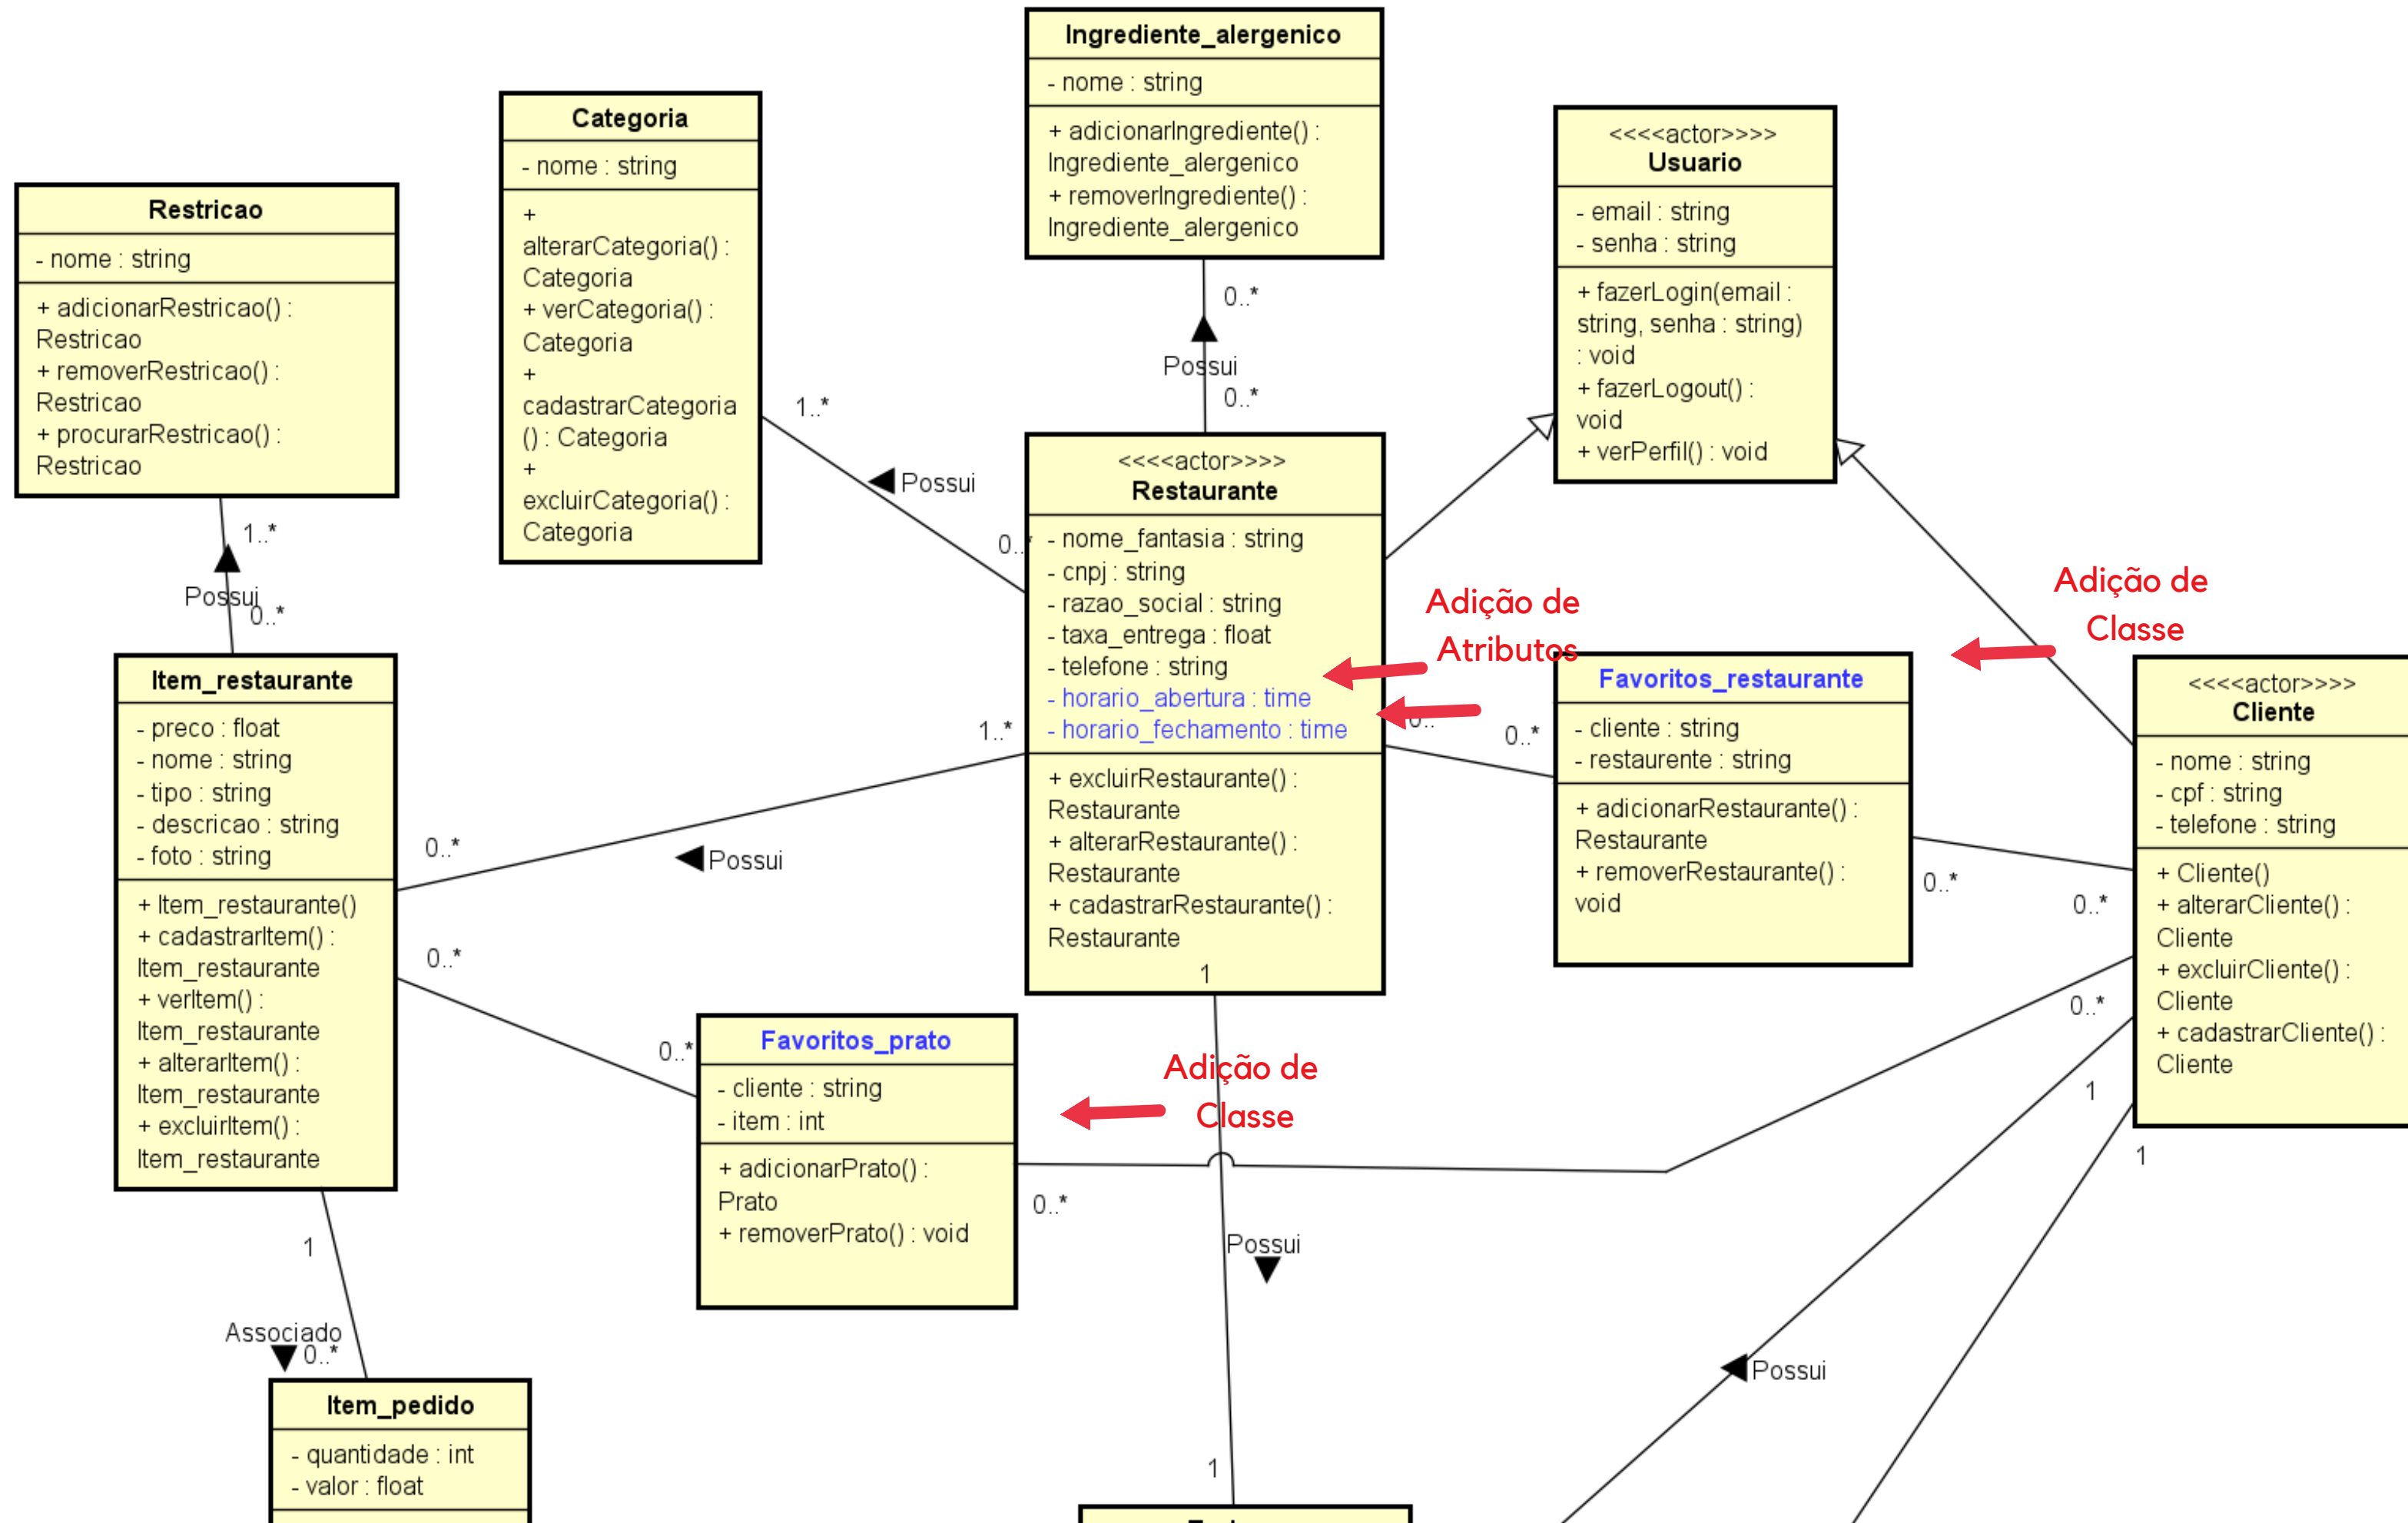 Ingrediente_alergenico
- nome : string
+ adicionarIngrediente() :
Ingrediente_alergenico
+ removerIngrediente() :
Ingrediente_alergenico
Categoria
- nome : string
+
alterarCategoria() :
Categoria
+ verCategoria() :
Categoria
+
cadastrarCategoria
() : Categoria
+
excluirCategoria() :
Categoria
<<<<actor>>>>
Usuario
- email : string
- senha : string
+ fazerLogin(email :
string, senha : string)
: void
+ fazerLogout() :
void
+ verPerfil() : void
Restricao
- nome : string
+ adicionarRestricao() :
Restricao
+ removerRestricao() :
Restricao
+ procurarRestricao() :
Restricao
0..*
Possui
0..*
1..*
Possui
0..*
1..*
Possui
0..*
<<<<actor>>>>
Restaurante
- nome_fantasia : string
- cnpj : string
- razao_social : string
- taxa_entrega : float
- telefone : string
- horario_abertura : time
- horario_fechamento : time
+ excluirRestaurante() :
Restaurante
+ alterarRestaurante() :
Restaurante
+ cadastrarRestaurante() :
Restaurante
1
Adição de
Atributos
Adição de
Classe
0..
0..*
Favoritos_restaurante
- cliente : string
- restaurente : string
+ adicionarRestaurante() :
Restaurante
+ removerRestaurante() :
void
0..*
0..*
<<<<actor>>>>
Cliente
- nome : string
- cpf : string
- telefone : string
+ Cliente()
+ alterarCliente() :
Cliente
+ excluirCliente() :
Cliente
+ cadastrarCliente() :
Cliente
0..*
1
1
Item_restaurante
- preco : float
- nome : string
- tipo : string
- descricao : string
- foto : string
+ Item_restaurante()
+ cadastrarItem() :
Item_restaurante
+ verItem() :
Item_restaurante
+ alterarItem() :
Item_restaurante
+ excluirItem() :
Item_restaurante
1..*
0..*
Possui
0..*
0..*
Favoritos_prato
- cliente : string
- item : int
+ adicionarPrato() :
Prato
+ removerPrato() : void
Adição de
Classe
0..*
Possui
1
Possui
1
Associado
0..*
Item_pedido
- quantidade : int
- valor : float